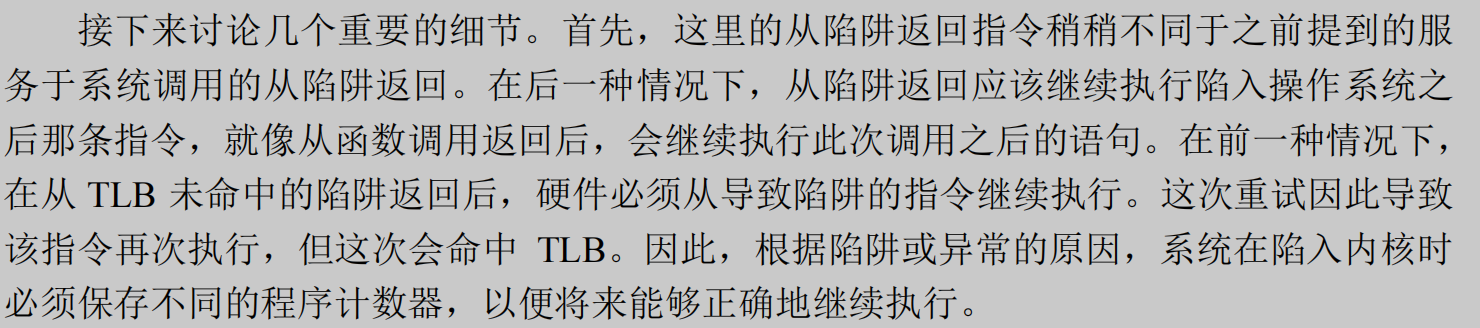 接下来讨论几个重要的细节。首先，这里的从陷阱返回指令稍稍不同于之前提到的服
务于系统调用的从陷阱返回。在后一种情况下，从陷阱返回应该继续执行陷入操作系统之
后那条指令，就像从函数调用返回后，会继续执行此次调用之后的语句。在前一种情况下，
在从 TLB 未命中的陷阱返回后，硬件必须从导致陷阱的指令继续执行。这次重试因此导致
该指令再次执行，但这次会命中 TLB。因此，根据陷阱或异常的原因，系统在陷入内核时
必须保存不同的程序计数器，以便将来能够正确地继续执行。